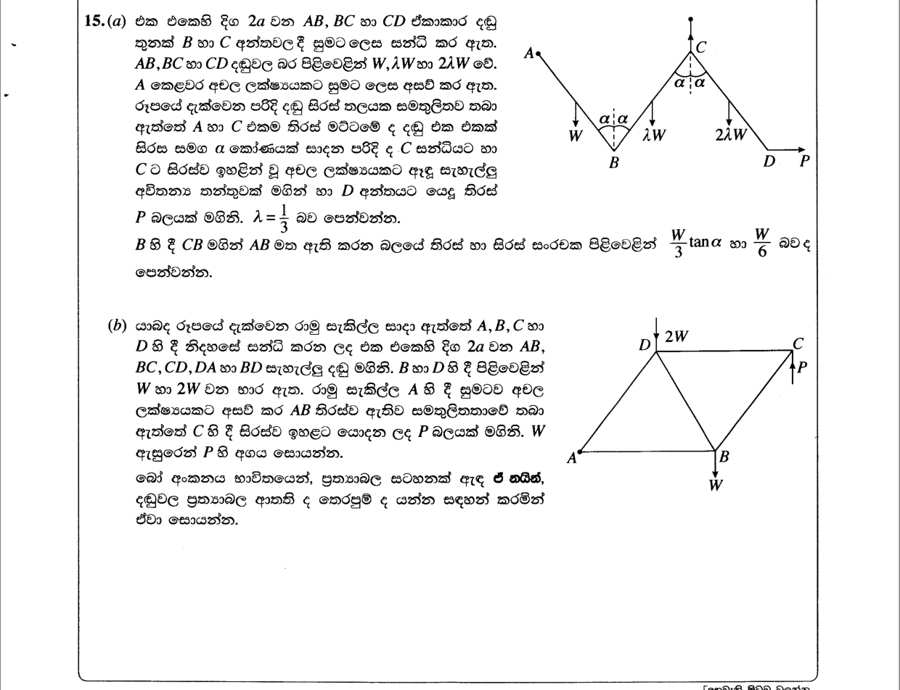 15.(a) එක එකෙහි දිග 2a වන AB, BC හා CD ඒකාකාර දඬු
තුනක් B හා C අන්තවල දී සුමට ලෙස සන්ධි කර ඇත.
AB, BC හා CD දඬුවල බර පිළිවෙළින් W, λW හා 2λW වේ.
A කෙළවර අචල ලක්ෂ්‍යයකට සුමට ලෙස අසව් කර ඇත.
රූපයේ දැක්වෙන පරිදි දඬු සිරස් තලයක සමතුලිතව තබා
ඇත්තේ A හා C එකම තිරස් මට්ටමේ ද දඬු එක එකක්
සිරස සමග α කෝණයක් සාදන පරිදි ද C සන්ධියට හා
C ට සිරස්ව ඉහළින් වූ අචල ලක්ෂ්‍යයකට ඈඳූ සැහැල්ලු
අවිතන්‍ය තන්තුවක් මගින් හා D අන්තයට යෙදූ තිරස්
P බලයක් මගිනි. λ = 1/3 බව පෙන්වන්න.
B හි දී CB මගින් AB මත ඇති කරන බලයේ තිරස් හා සිරස් සංරචක පිළිවෙළින් W/3 tan α හා W/6 බව ද
පෙන්වන්න.
A
C
α α
α α
W
λW
2λW
B
D
P
(b) යාබද රූපයේ දැක්වෙන රාමු සැකිල්ල සාදා ඇත්තේ A, B, C හා
D හි දී නිදහසේ සන්ධි කරන ලද එක එකෙහි දිග 2a වන AB,
BC, CD, DA හා BD සැහැල්ලු දඬු මගිනි. B හා D හි දී පිළිවෙළින්
W හා 2W වන භාර ඇත. රාමු සැකිල්ල A හි දී සුමටව අචල
ලක්ෂ්‍යයකට අසව් කර AB තිරස්ව ඇතිව සමතුලිතතාවේ තබා
ඇත්තේ C හි දී සිරස්ව ඉහළට යොදන ලද P බලයක් මගිනි. W
ඇසුරෙන් P හි අගය සොයන්න.
බෝ අංකනය භාවිතයෙන්, ප්‍රත්‍යාබල සටහනක් ඇඳ ඒ නයින්,
දඬුවල ප්‍රත්‍යාබල ආතති ද තෙරපුම් ද යන්න සඳහන් කරමින්
ඒවා සොයන්න.
2W
D
C
P
A
B
W